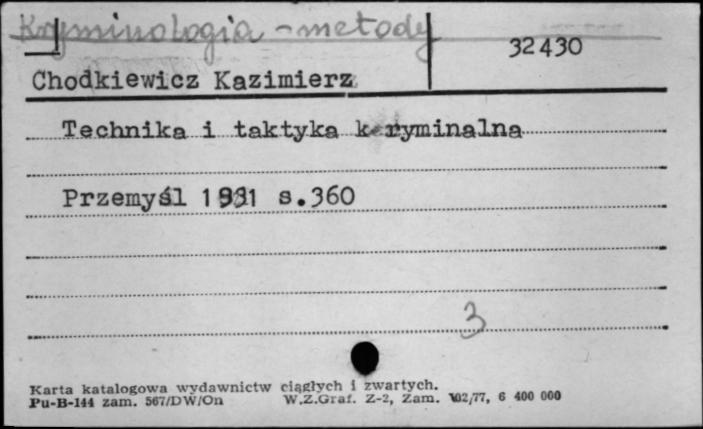 Kryminologia - metody
32430
Chodkiewicz Kazimierz
Technika i taktyka kryminalna
Przemyśl 1931 s.360
3
Karta katalogowa wydawnictw ciągłych i zwartych.
Pu-B-144 zam. 567/DW/On W.Z.Graf. Z-2, Zam. 102/77, 6 400 000